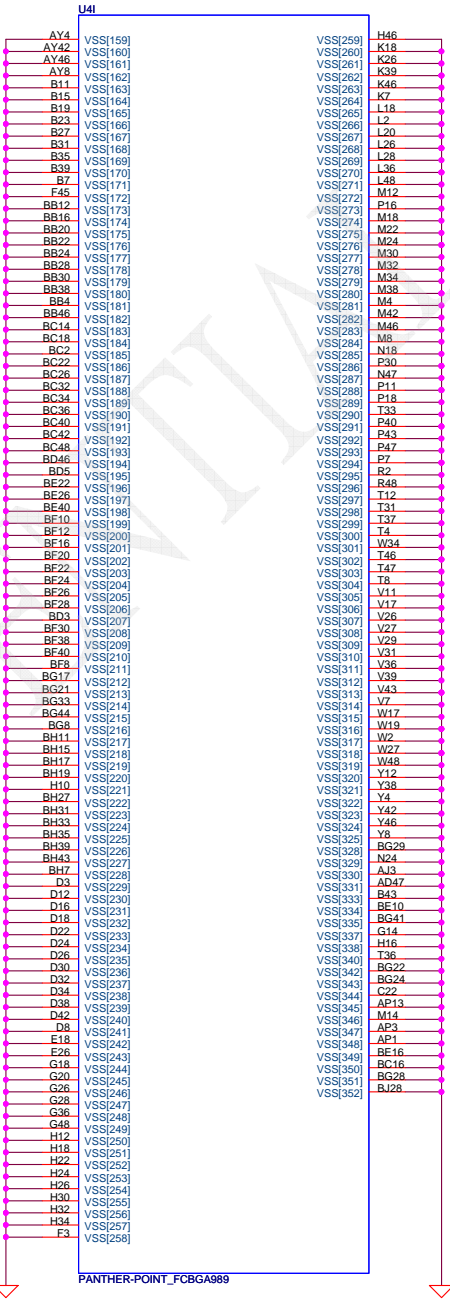 U4I
AY4 VSS[159] VSS[259] H46
AY42 VSS[160] VSS[260] K18
AY46 VSS[161] VSS[261] K26
AY8 VSS[162] VSS[262] K39
B11 VSS[163] VSS[263] K46
B15 VSS[164] VSS[264] K7
B19 VSS[165] VSS[265] L18
B23 VSS[166] VSS[266] L2
B27 VSS[167] VSS[267] L20
B31 VSS[168] VSS[268] L26
B35 VSS[169] VSS[269] L28
B39 VSS[170] VSS[270] L36
B7 VSS[171] VSS[271] L48
F45 VSS[172] VSS[272] M12
BB12 VSS[173] VSS[273] P16
BB16 VSS[174] VSS[274] M18
BB20 VSS[175] VSS[275] M22
BB22 VSS[176] VSS[276] M24
BB24 VSS[177] VSS[277] M30
BB28 VSS[178] VSS[278] M32
BB30 VSS[179] VSS[279] M34
BB38 VSS[180] VSS[280] M38
BB4 VSS[181] VSS[281] M4
BB46 VSS[182] VSS[282] M42
BC14 VSS[183] VSS[283] M46
BC18 VSS[184] VSS[284] M8
BC2 VSS[185] VSS[285] N18
BC22 VSS[186] VSS[286] P30
BC26 VSS[187] VSS[287] N47
BC32 VSS[188] VSS[288] P11
BC34 VSS[189] VSS[289] P18
BC36 VSS[190] VSS[290] T33
BC40 VSS[191] VSS[291] P40
BC42 VSS[192] VSS[292] P43
BC48 VSS[193] VSS[293] P47
BD46 VSS[194] VSS[294] P7
BD5 VSS[195] VSS[295] R2
BE22 VSS[196] VSS[296] R48
BE26 VSS[197] VSS[297] T12
BE40 VSS[198] VSS[298] T31
BF10 VSS[199] VSS[299] T37
BF12 VSS[200] VSS[300] T4
BF16 VSS[201] VSS[301] W34
BF20 VSS[202] VSS[302] T46
BF22 VSS[203] VSS[303] T47
BF24 VSS[204] VSS[304] T8
BF26 VSS[205] VSS[305] V11
BF28 VSS[206] VSS[306] V17
BD3 VSS[207] VSS[307] V26
BF30 VSS[208] VSS[308] V27
BF38 VSS[209] VSS[309] V29
BF40 VSS[210] VSS[310] V31
BF8 VSS[211] VSS[311] V36
BG17 VSS[212] VSS[312] V39
BG21 VSS[213] VSS[313] V43
BG33 VSS[214] VSS[314] V7
BG44 VSS[215] VSS[315] W17
BG8 VSS[216] VSS[316] W19
BH11 VSS[217] VSS[317] W2
BH15 VSS[218] VSS[318] W27
BH17 VSS[219] VSS[319] W48
BH19 VSS[220] VSS[320] Y12
H10 VSS[221] VSS[321] Y38
BH27 VSS[222] VSS[322] Y4
BH31 VSS[223] VSS[323] Y42
BH33 VSS[224] VSS[324] Y46
BH35 VSS[225] VSS[325] Y8
BH39 VSS[226] VSS[328] BG29
BH43 VSS[227] VSS[329] N24
BH7 VSS[228] VSS[330] AJ3
D3 VSS[229] VSS[331] AD47
D12 VSS[230] VSS[333] B43
D16 VSS[231] VSS[334] BE10
D18 VSS[232] VSS[335] BG41
D22 VSS[233] VSS[337] G14
D24 VSS[234] VSS[338] H16
D26 VSS[235] VSS[340] T36
D30 VSS[236] VSS[342] BG22
D32 VSS[237] VSS[343] BG24
D34 VSS[238] VSS[344] C22
D38 VSS[239] VSS[345] AP13
D42 VSS[240] VSS[346] M14
D8 VSS[241] VSS[347] AP3
E18 VSS[242] VSS[348] AP1
E26 VSS[243] VSS[349] BE16
G18 VSS[244] VSS[350] BC16
G20 VSS[245] VSS[351] BG28
G26 VSS[246] VSS[352] BJ28
G28 VSS[247]
G36 VSS[248]
G48 VSS[249]
H12 VSS[250]
H18 VSS[251]
H22 VSS[252]
H24 VSS[253]
H26 VSS[254]
H30 VSS[255]
H32 VSS[256]
H34 VSS[257]
F3 VSS[258]
PANTHER-POINT_FCBGA989